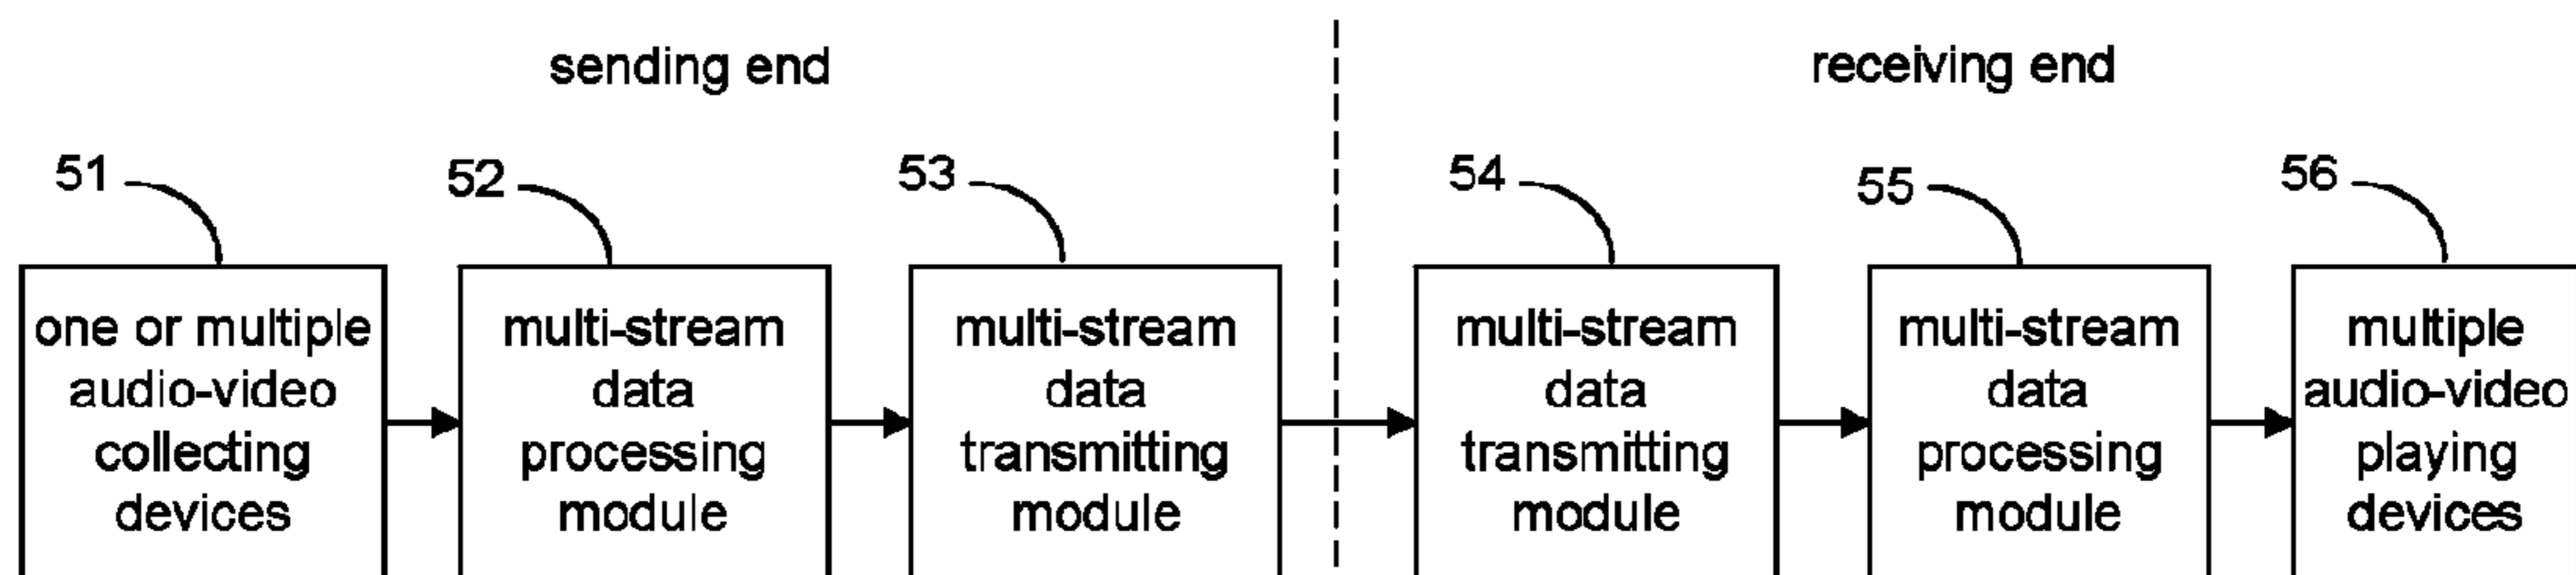 sending end
receiving end
51
52
53
54
55
56
one or multiple
audio-video
collecting
devices
multi-stream
data
processing
module
multi-stream
data
transmitting
module
multi-stream
data
transmitting
module
multi-stream
data
processing
module
multiple
audio-video
playing
devices